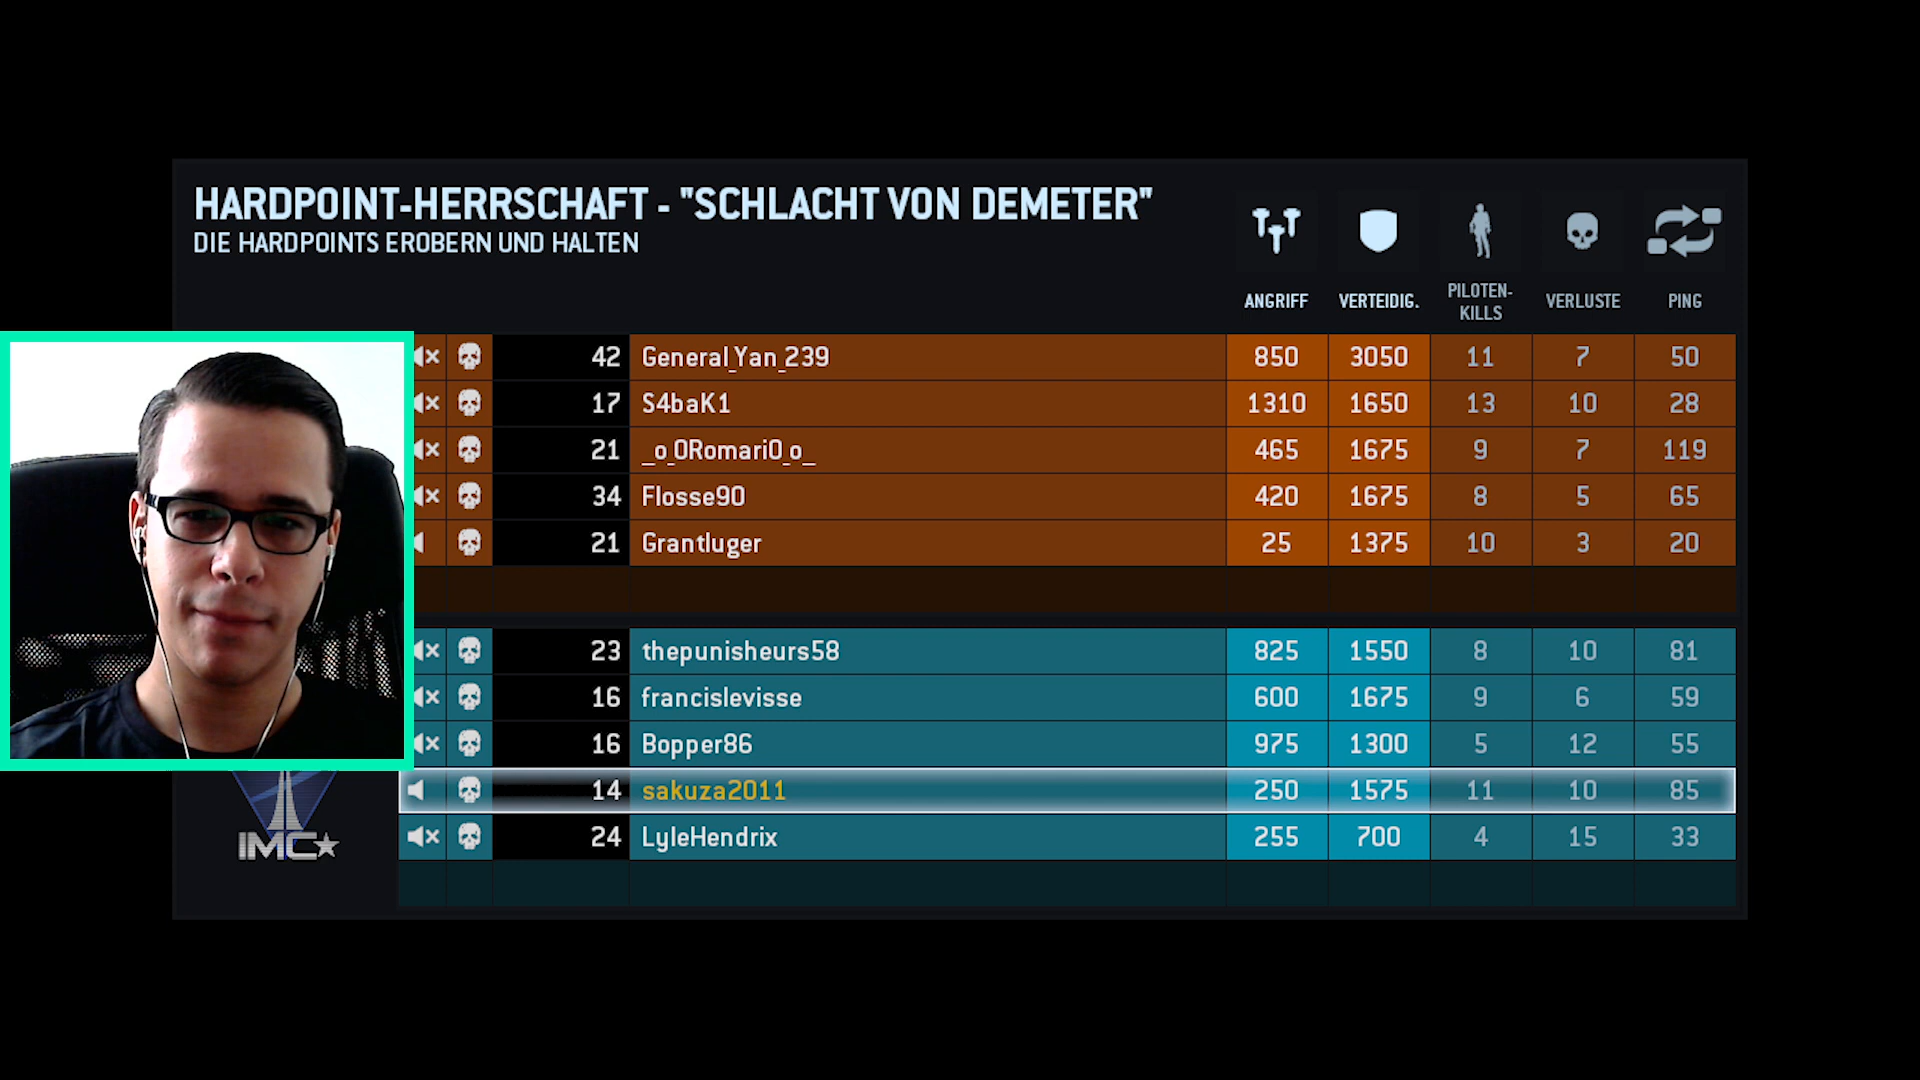 HARDPOINT-HERRSCHAFT - "SCHLACHT VON DEMETER"
DIE HARDPOINTS EROBERN UND HALTEN
ANGRIFF VERTEIDIG. PILOTEN-KILLS VERLUSTE PING
42 General_Yan_239 850 3050 11 7 50
17 S4baK1 1310 1650 13 10 28
21 _o_0Romari0_o_ 465 1675 9 7 119
34 Flosse90 420 1675 8 5 65
21 Grantluger 25 1375 10 3 20
23 thepunisheurs58 825 1550 8 10 81
16 francislevisse 600 1675 9 6 59
16 Bopper86 975 1300 5 12 55
14 sakuza2011 250 1575 11 10 85
24 LyleHendrix 255 700 4 15 33
IMC